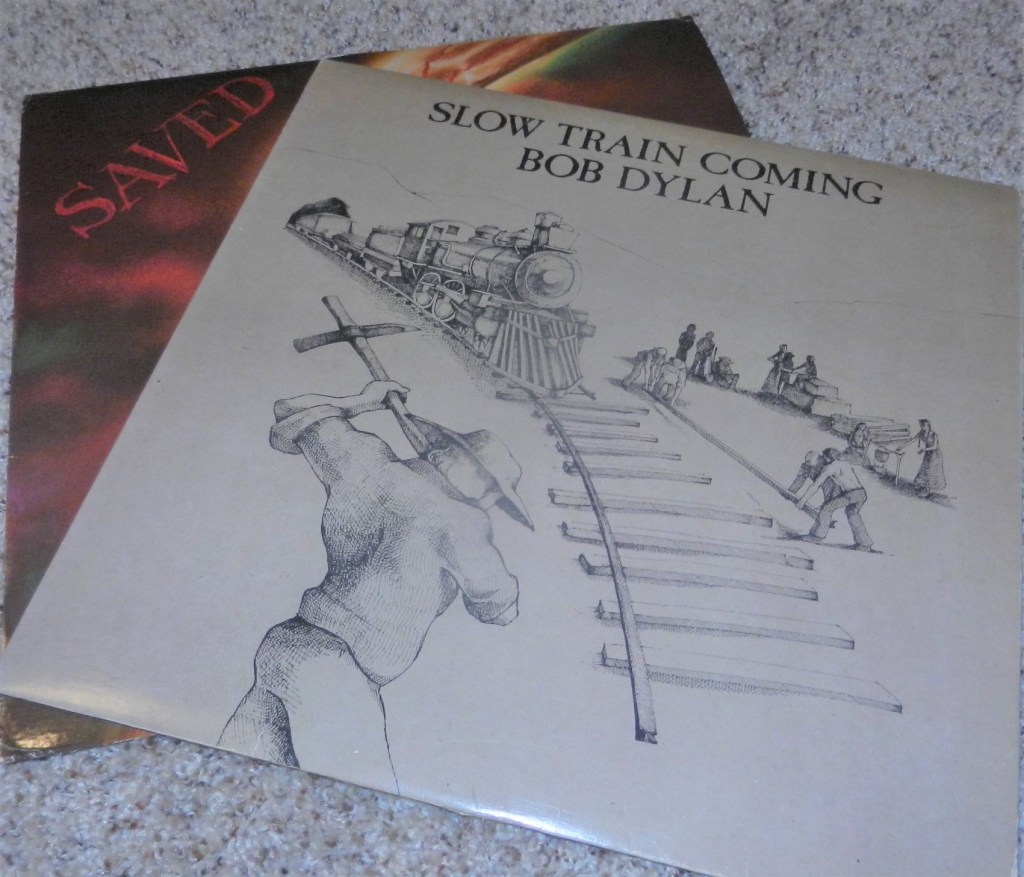 SAVED
SLOW TRAIN COMING
BOB DYLAN